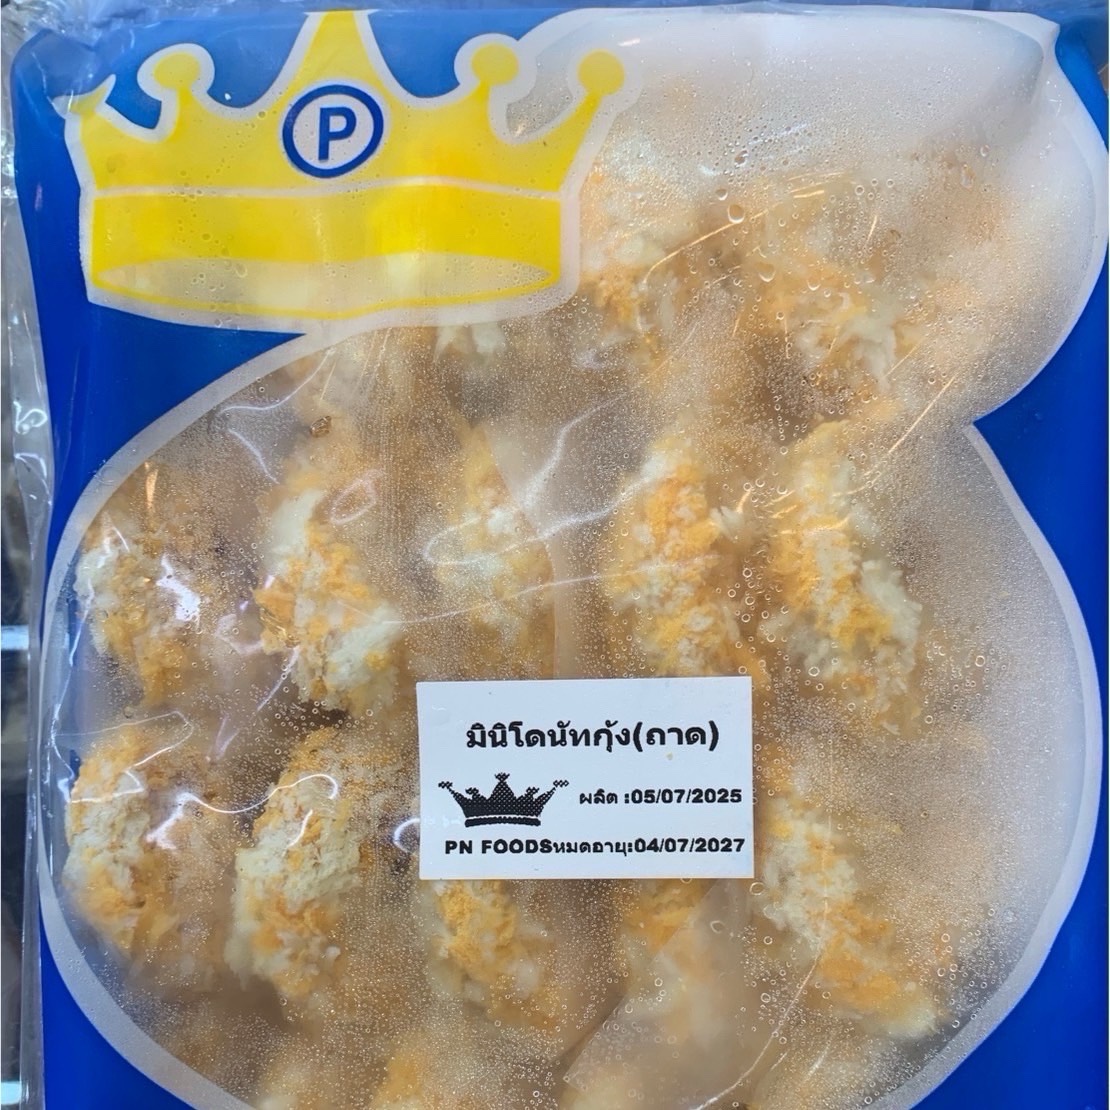 P
มินิโดนัทกุ้ง(ถาด)
ผลิต :05/07/2025
PN FOODSหมดอายุ:04/07/2027